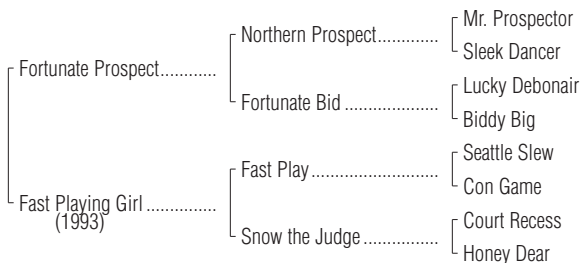 Mr. Prospector
Northern Prospect.............
Sleek Dancer
Fortunate Prospect............
Lucky Debonair
Fortunate Bid ....................
Biddy Big
Seattle Slew
Fast Play...........................
Con Game
Fast Playing Girl ...............
(1993)
Court Recess
Snow the Judge ................
Honey Dear